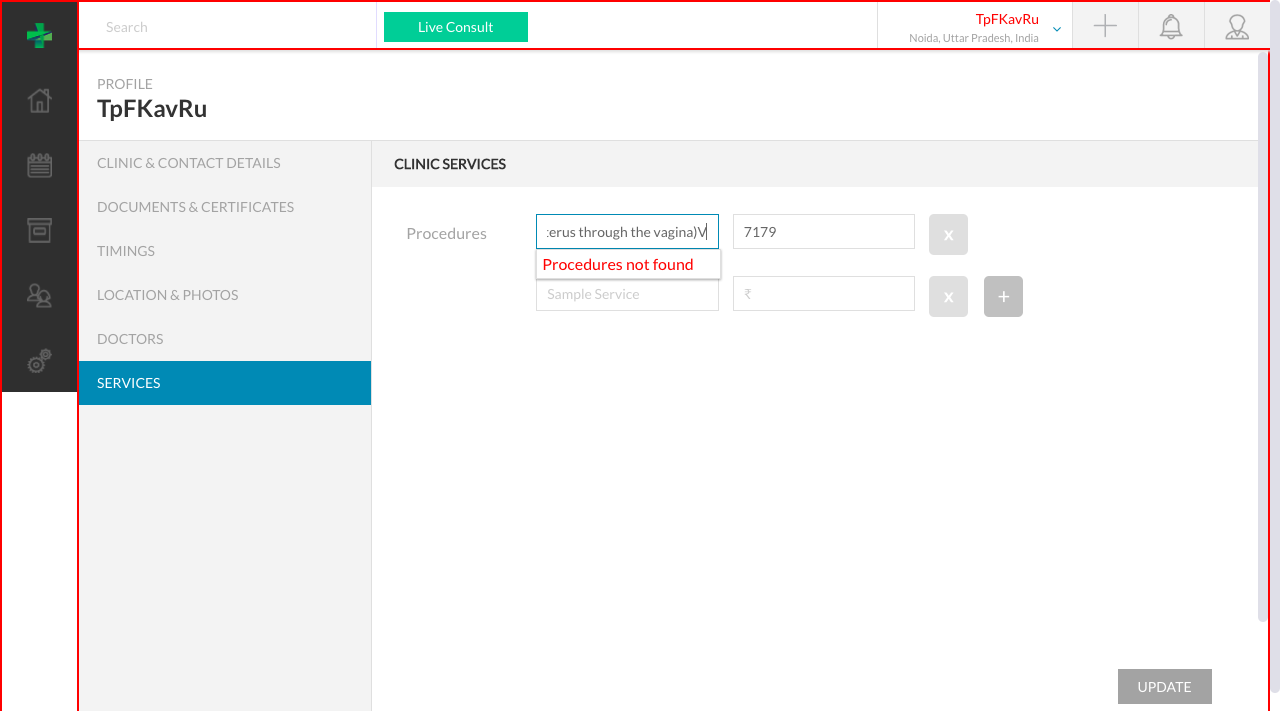 Search
Live Consult
TpFKavRu
Noida, Uttar Pradesh, India
PROFILE
TpFKavRu
CLINIC & CONTACT DETAILS
DOCUMENTS & CERTIFICATES
TIMINGS
LOCATION & PHOTOS
DOCTORS
SERVICES
CLINIC SERVICES
Procedures
through the vagina)V
7179
x
Procedures not found
Sample Service
₹
x
+
UPDATE